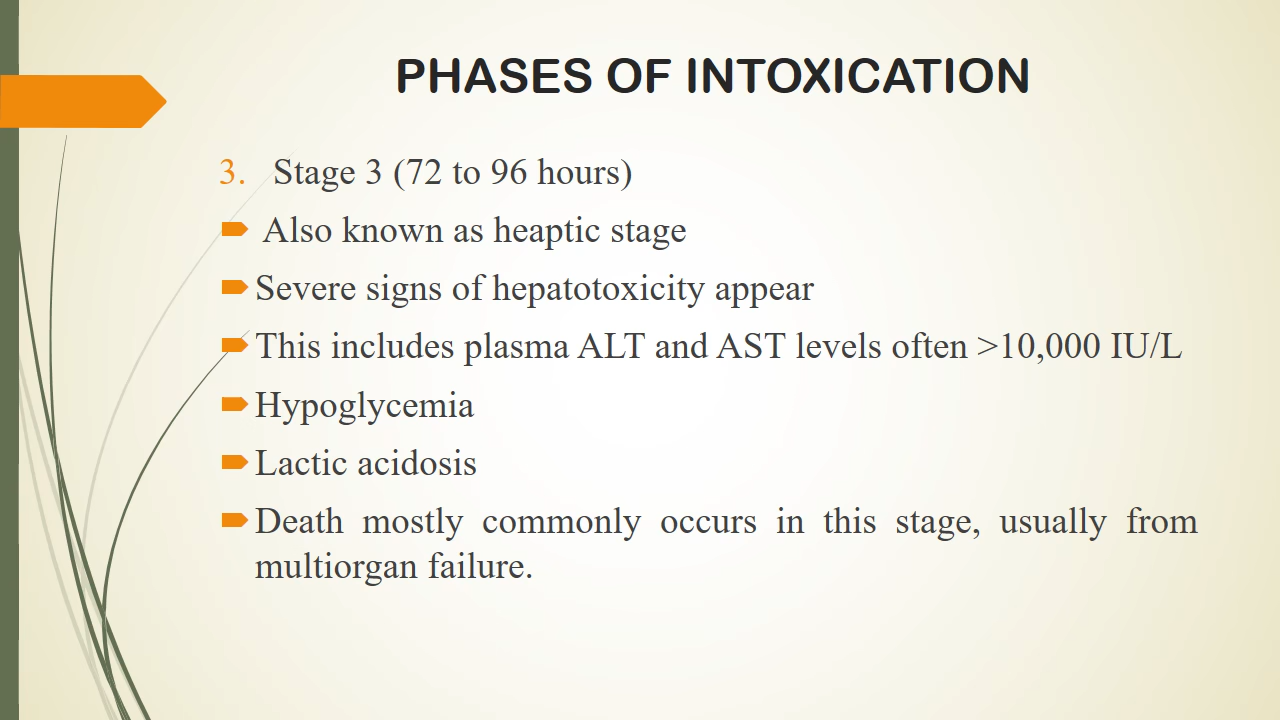 PHASES OF INTOXICATION
3. Stage 3 (72 to 96 hours)
Also known as heaptic stage
Severe signs of hepatotoxicity appear
This includes plasma ALT and AST levels often >10,000 IU/L
Hypoglycemia
Lactic acidosis
Death mostly commonly occurs in this stage, usually from
multiorgan failure.